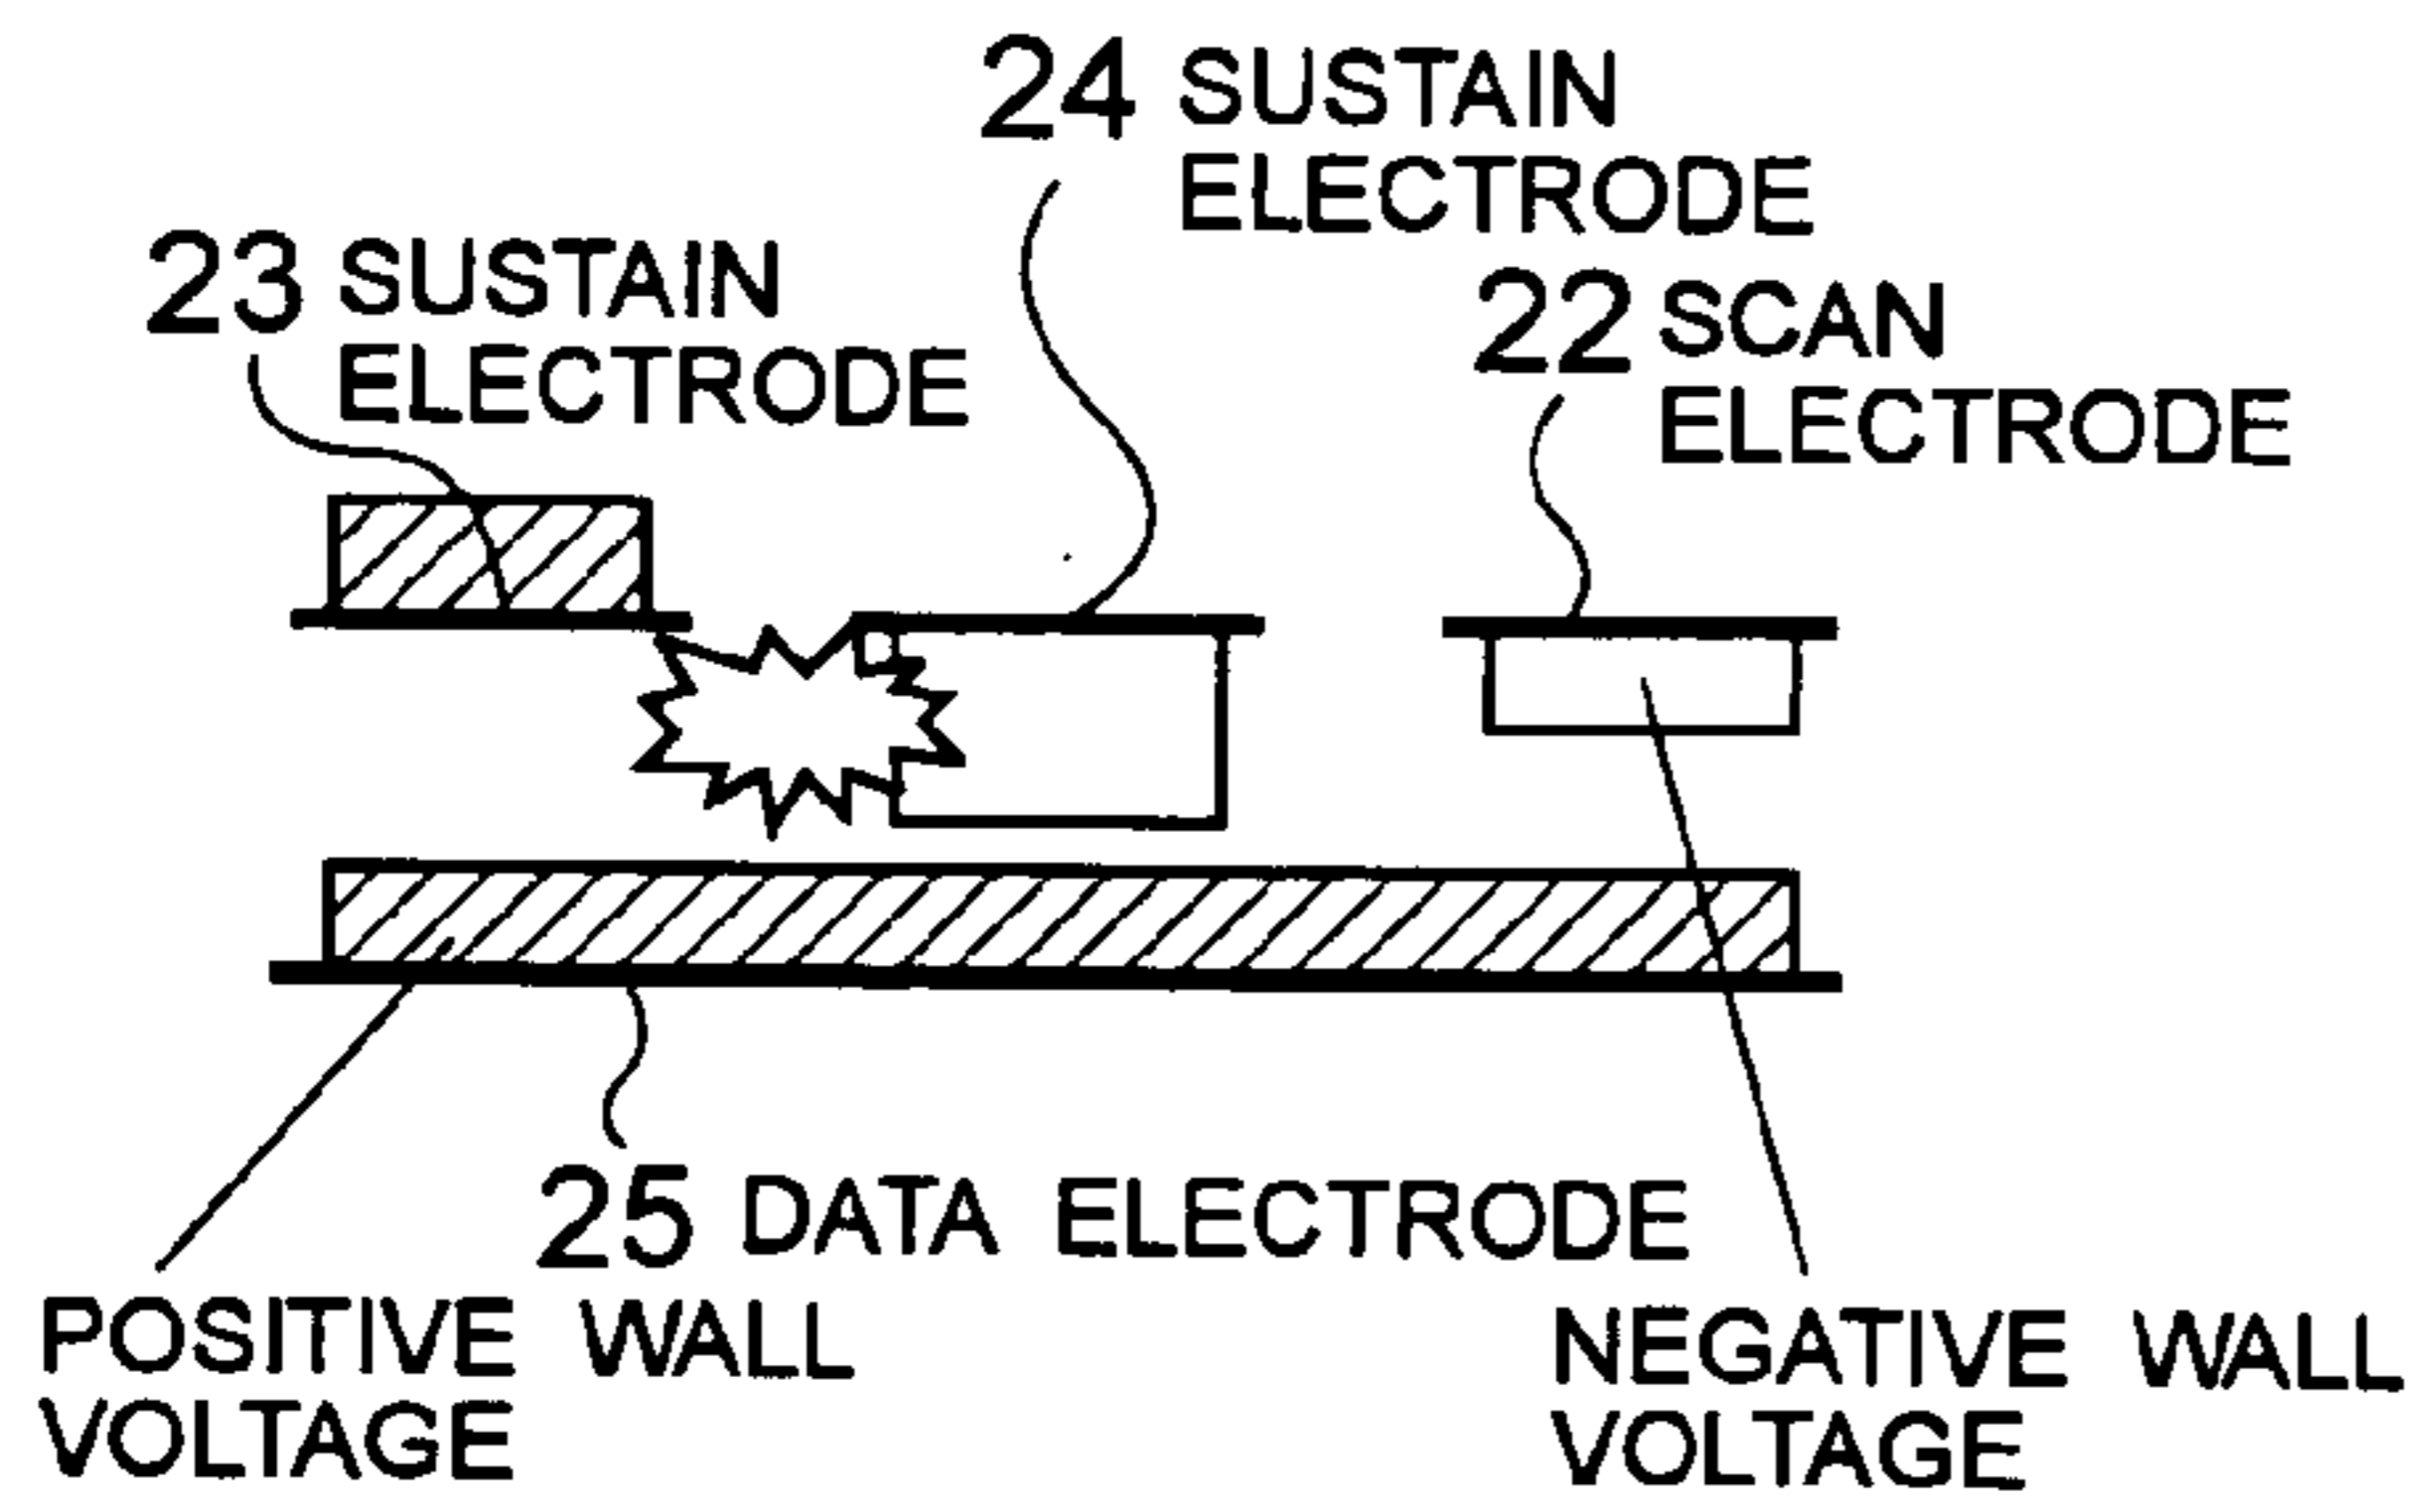 24 SUSTAIN
ELECTRODE
23 SUSTAIN
ELECTRODE
22 SCAN
ELECTRODE
25 DATA ELECTRODE
POSITIVE WALL
VOLTAGE
NEGATIVE WALL
VOLTAGE